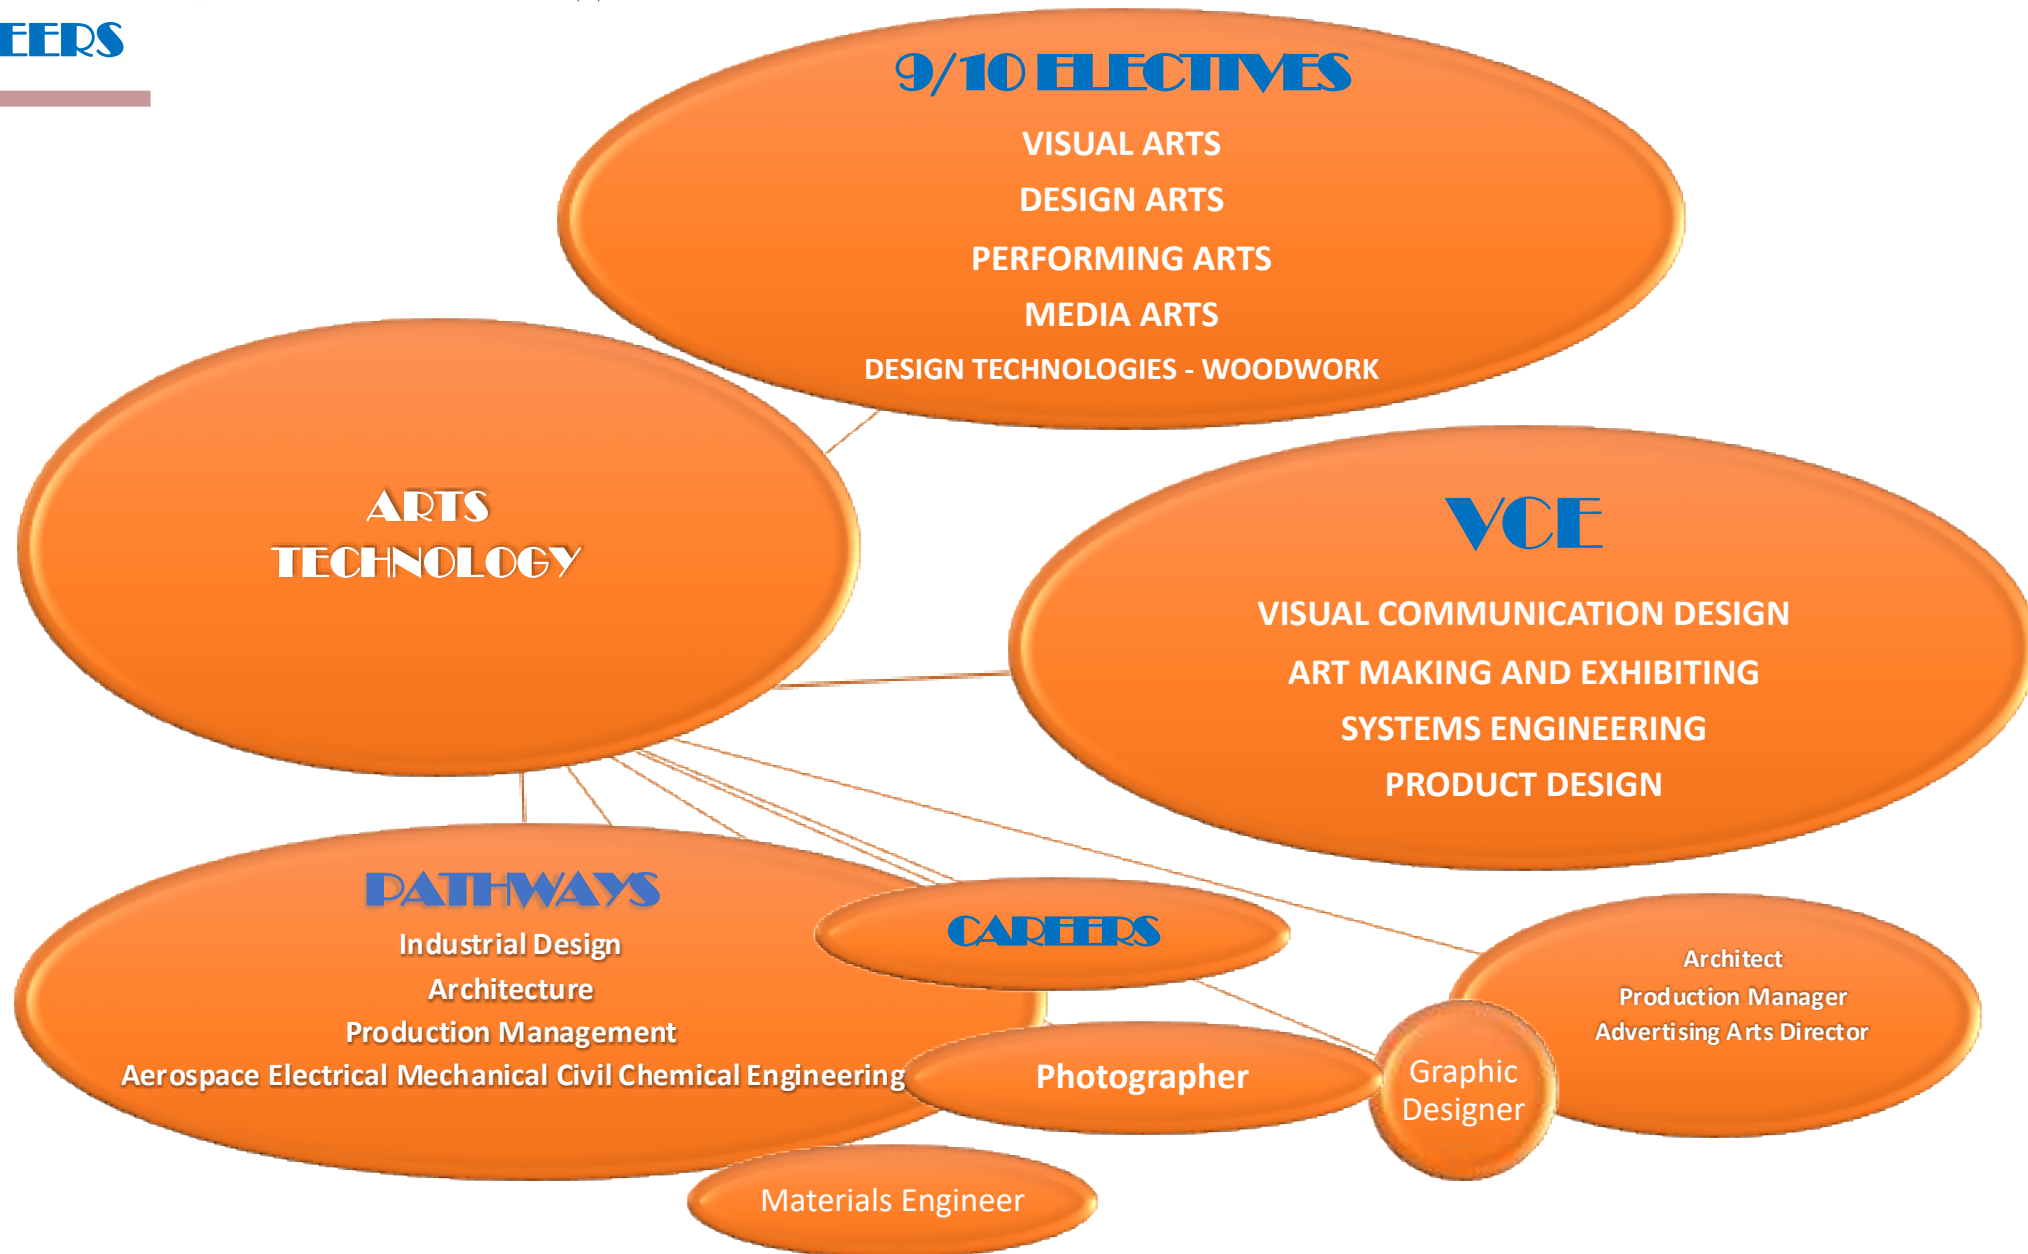 EERS
9/10 ELECTIVES
VISUAL ARTS
DESIGN ARTS
PERFORMING ARTS
MEDIA ARTS
DESIGN TECHNOLOGIES - WOODWORK
ARTS
TECHNOLOGY
VCE
VISUAL COMMUNICATION DESIGN
ART MAKING AND EXHIBITING
SYSTEMS ENGINEERING
PRODUCT DESIGN
PATHWAYS
Industrial Design
Architecture
Production Management
Aerospace Electrical Mechanical Civil Chemical Engineering
CAREERS
Photographer
Graphic
Designer
Architect
Production Manager
Advertising Arts Director
Materials Engineer